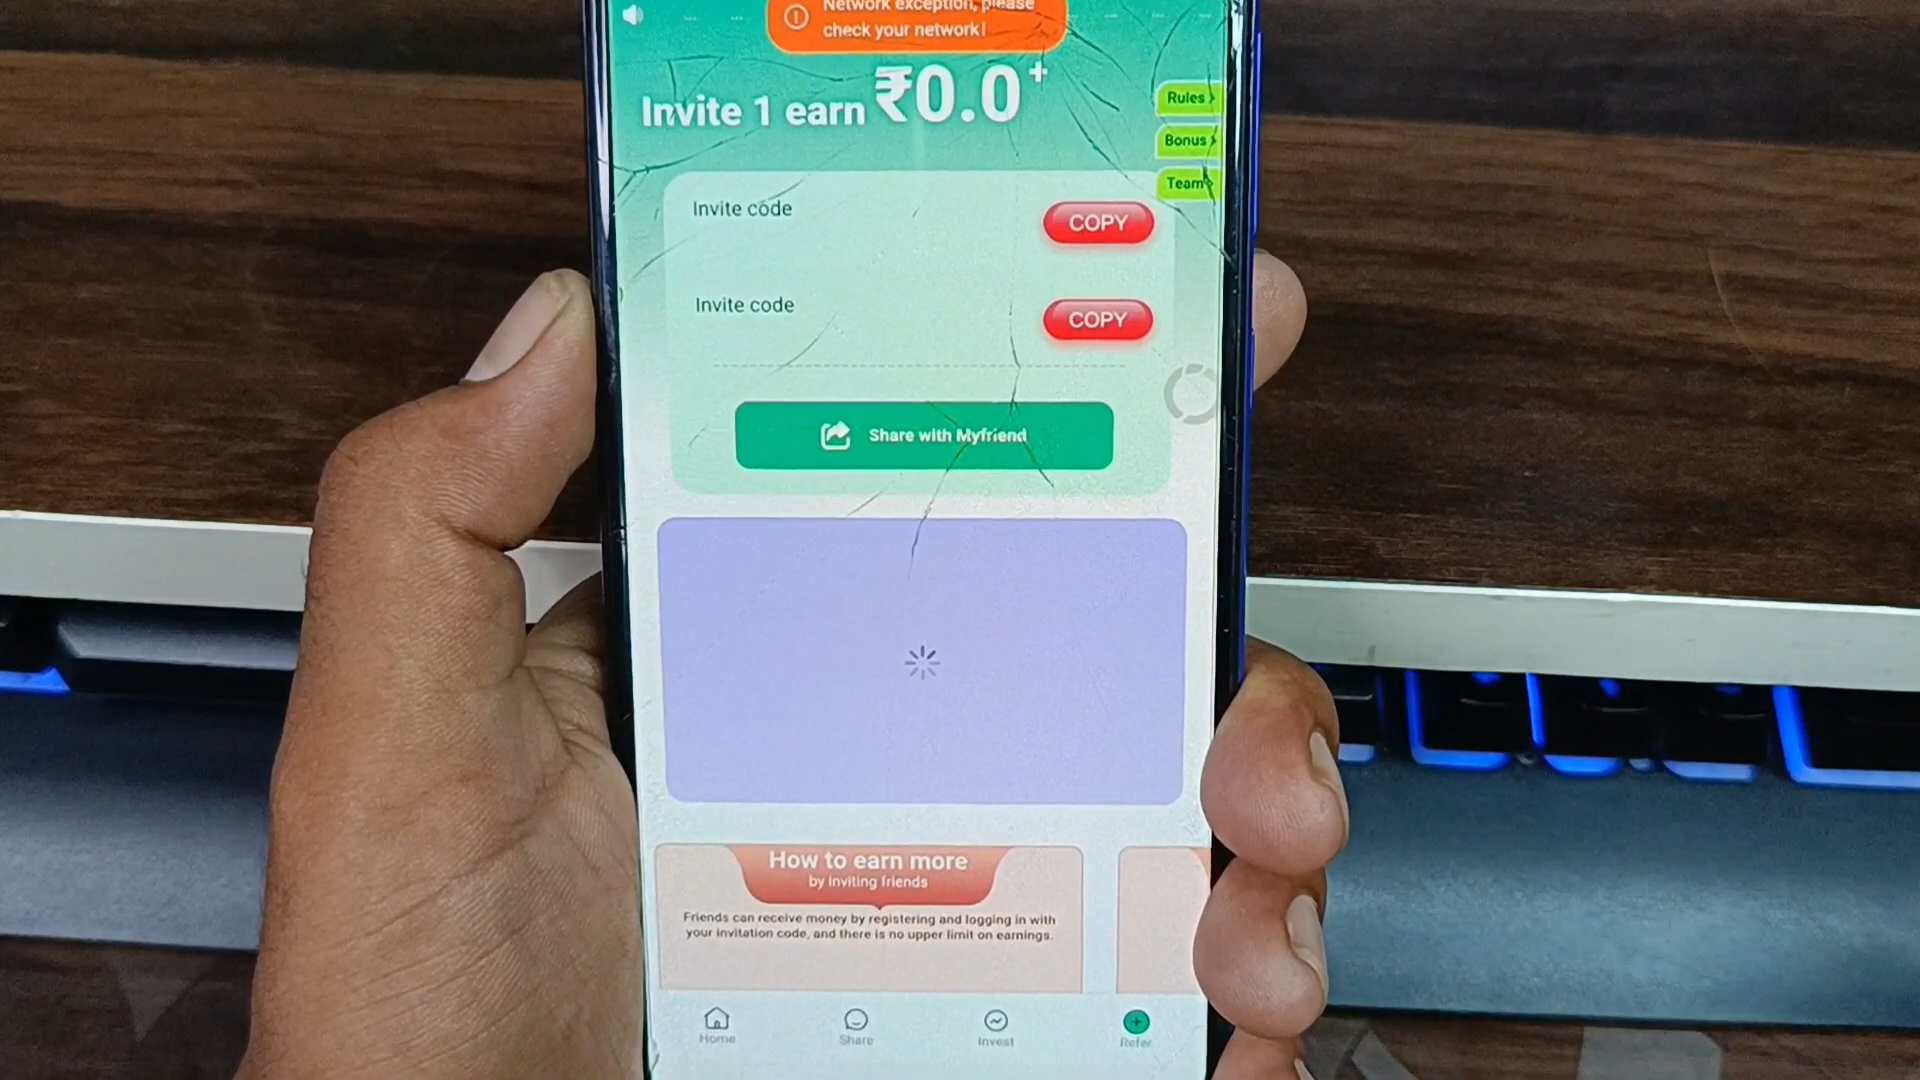 Network exception, please
check your network!
Invite 1 earn ₹0.0+
Rules >
Bonus >
Team >
Invite code
COPY
Invite code
COPY
Share with Myfriend
How to earn more
by inviting friends
Friends can receive money by registering and logging in with
your invitation code, and there is no upper limit on earnings.
Home
Share
Invest
Refer